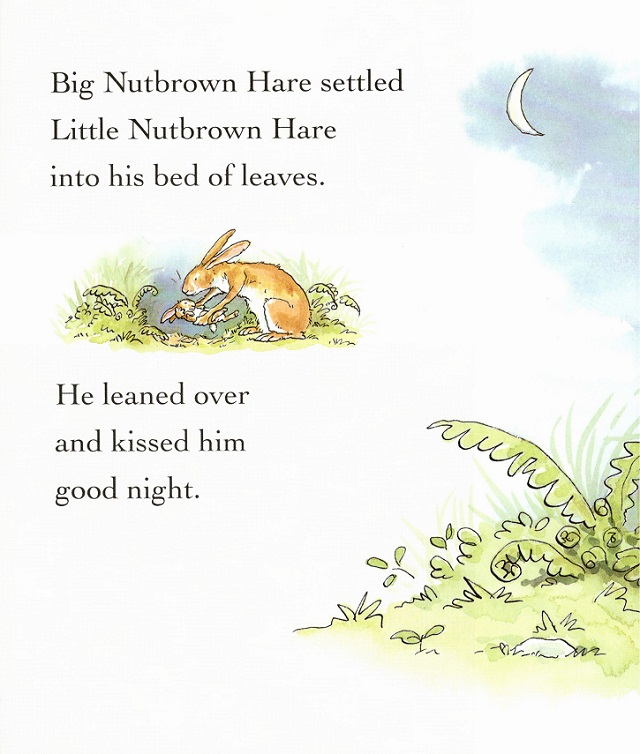 Big Nutbrown Hare settled
Little Nutbrown Hare
into his bed of leaves.
He leaned over
and kissed him
good night.